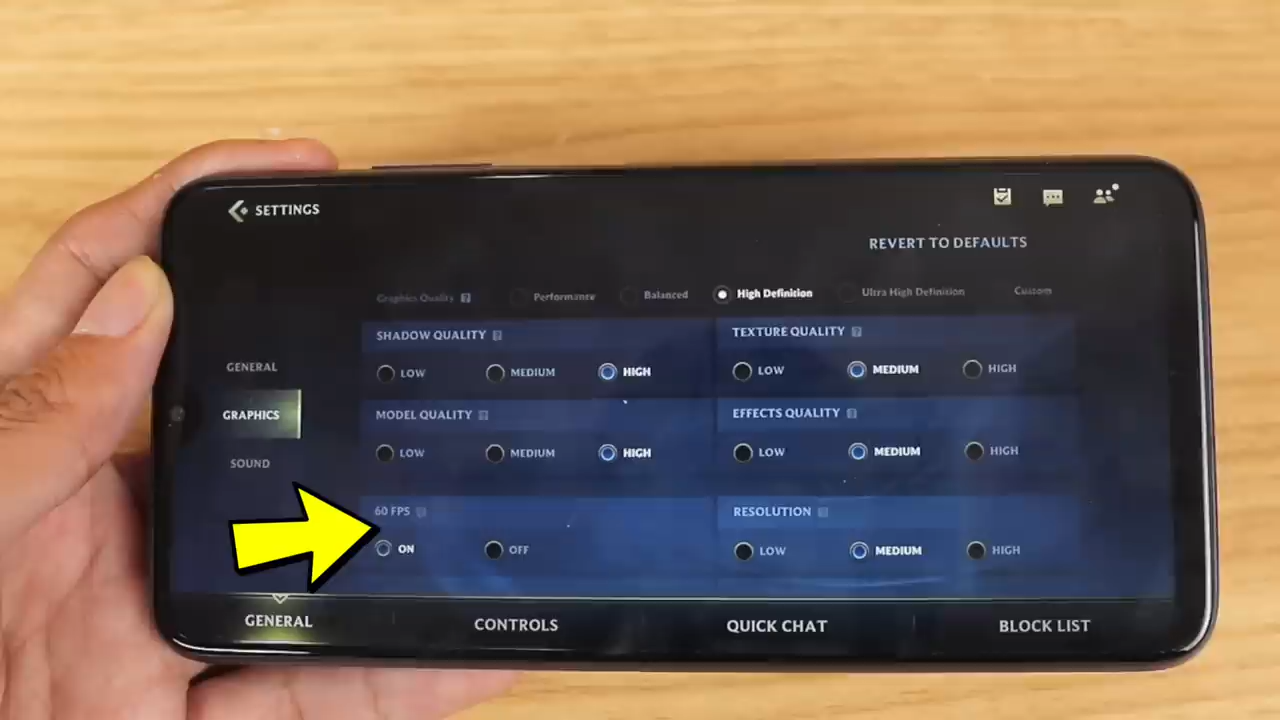 SETTINGS
REVERT TO DEFAULTS
Graphics Quality ? Performance Balanced High Definition Ultra High Definition Custom
SHADOW QUALITY ?
TEXTURE QUALITY ?
LOW MEDIUM HIGH
LOW MEDIUM HIGH
MODEL QUALITY ?
EFFECTS QUALITY ?
LOW MEDIUM HIGH
LOW MEDIUM HIGH
60 FPS ?
RESOLUTION ?
ON OFF
LOW MEDIUM HIGH
GENERAL
GRAPHICS
SOUND
GENERAL CONTROLS QUICK CHAT BLOCK LIST